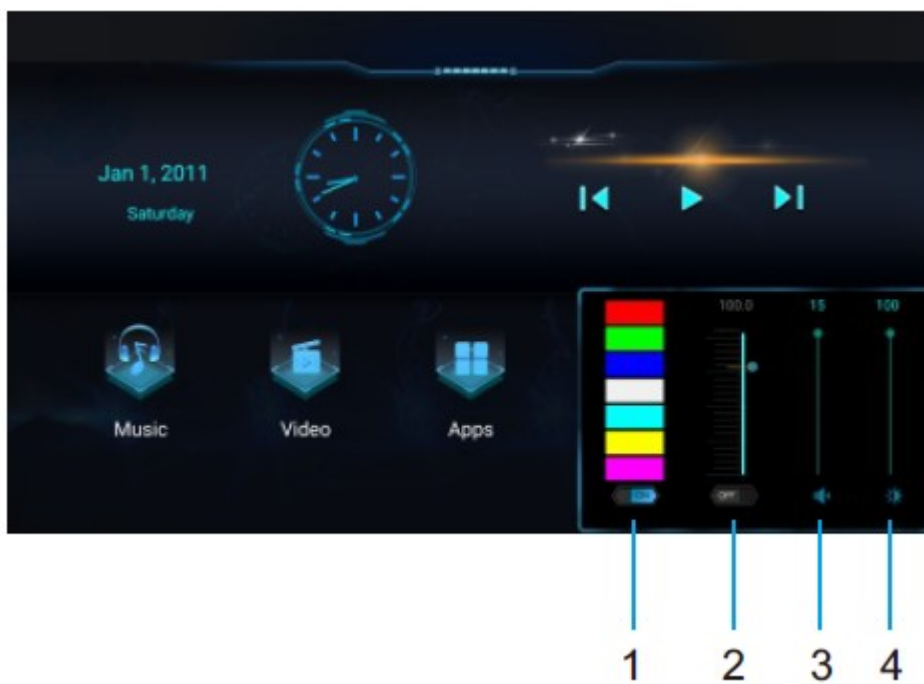 Jan 1, 2011
Saturday
Music
Video
Apps
100.0
15
100
ON
OFF
1
2
3
4